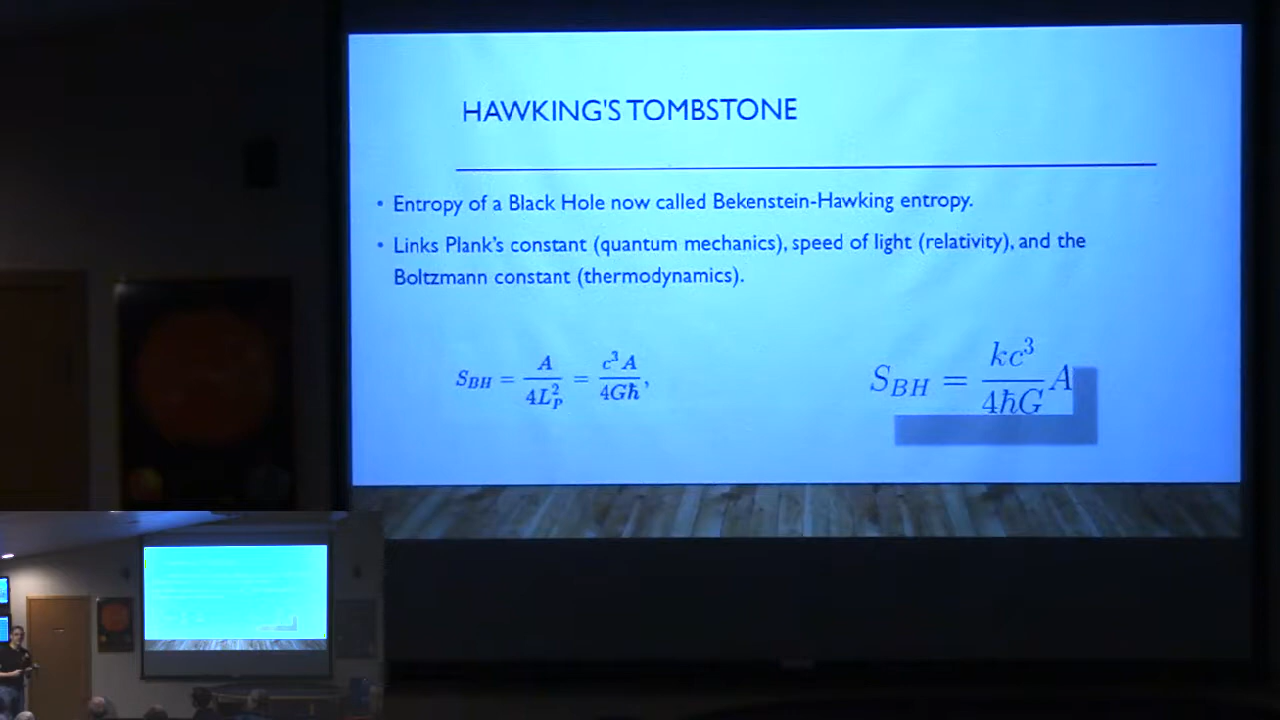 HAWKING'S TOMBSTONE
• Entropy of a Black Hole now called Bekenstein-Hawking entropy.
• Links Plank's constant (quantum mechanics), speed of light (relativity), and the
Boltzmann constant (thermodynamics).
S_BH = A / 4L_P^2 = c^3 A / 4Għ,
S_BH = kc^3 / 4ħG A